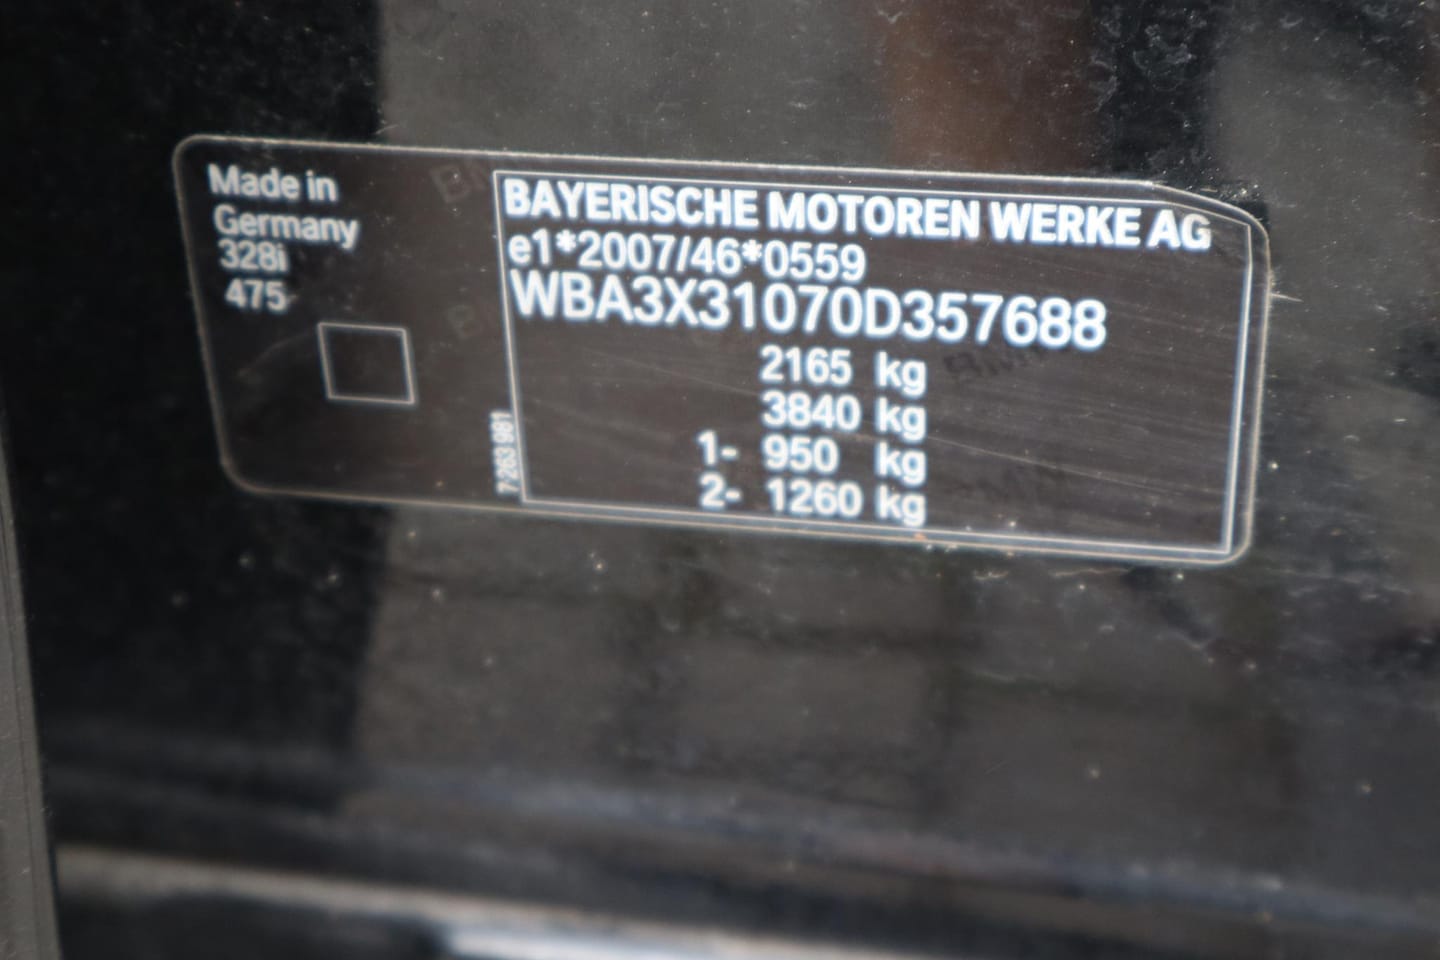 Made in
Germany
328i
475
7 263 981
BAYERISCHE MOTOREN WERKE AG
e1*2007/46*0559
WBA3X31070D357688
2165 kg
3840 kg
1- 950 kg
2- 1260 kg